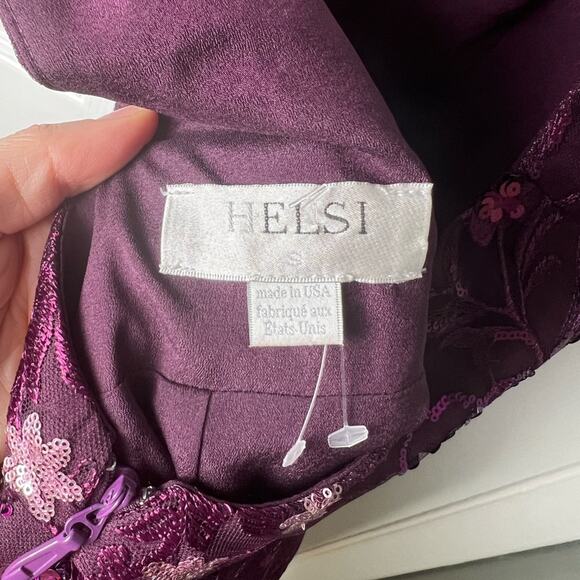 HELSI
S
made in USA
fabriqué aux
États-Unis